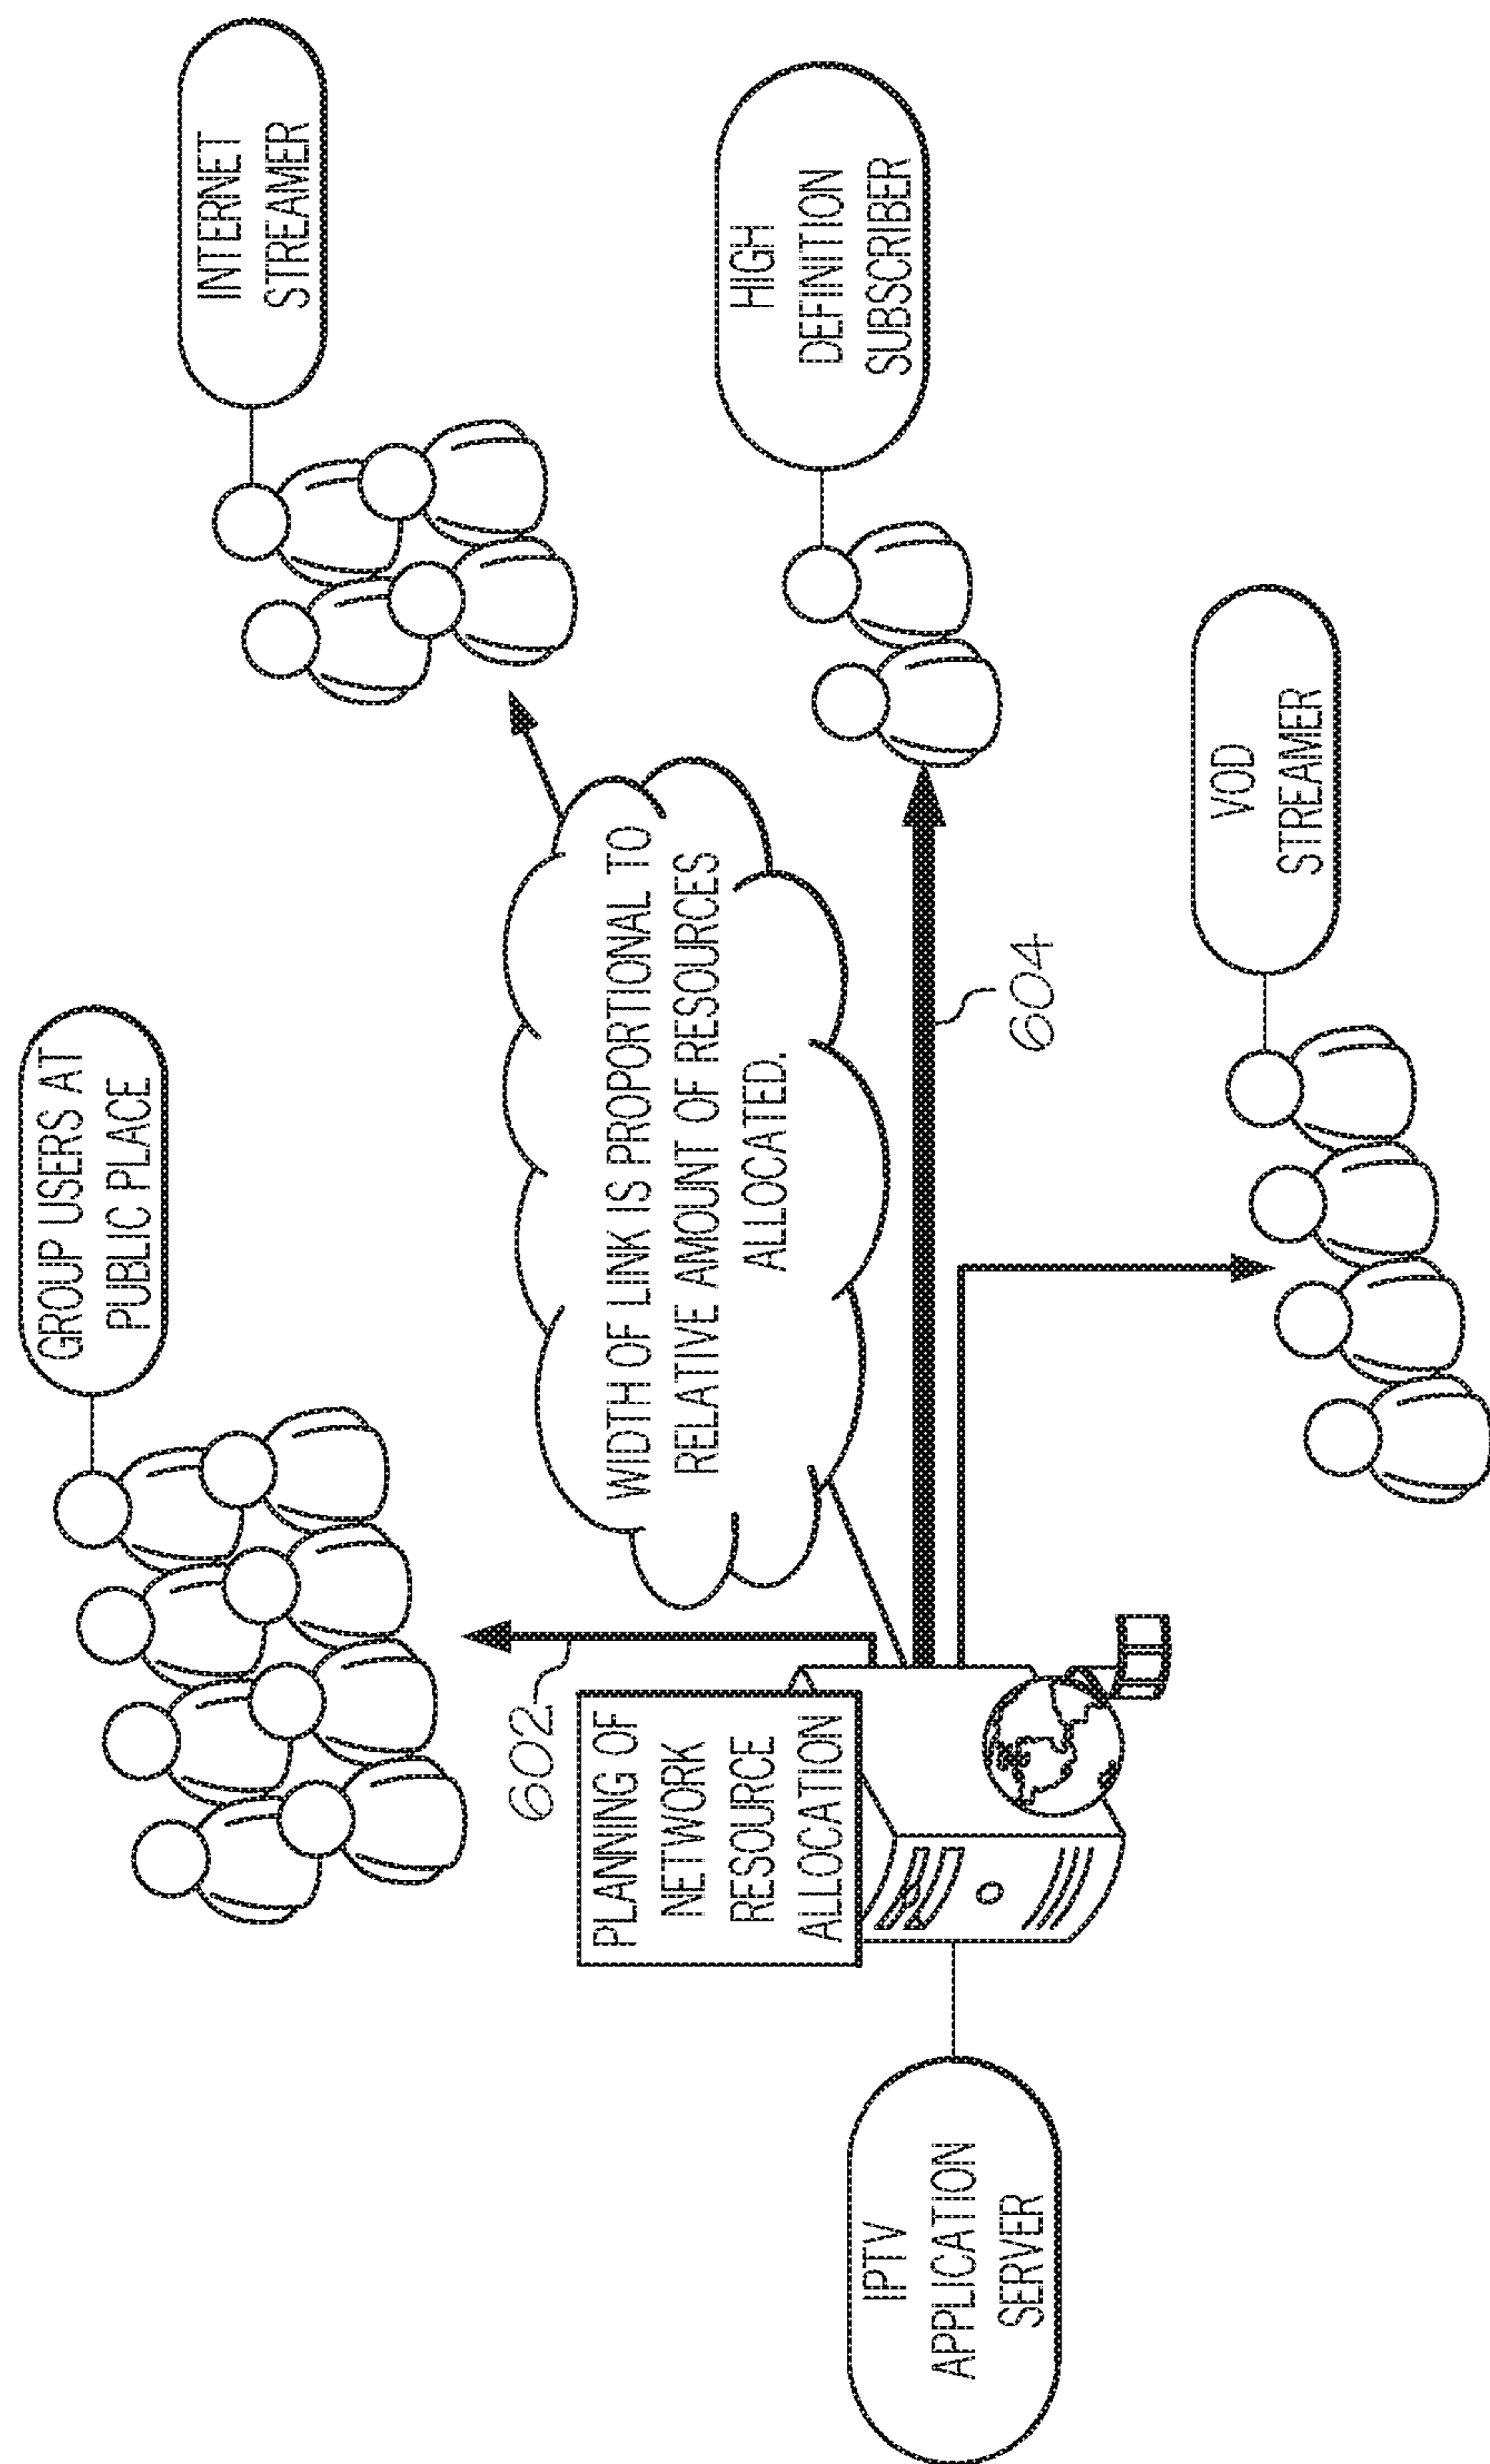 GROUP USERS AT
PUBLIC PLACE
INTERNET
STREAMER
602
PLANNING OF
NETWORK
RESOURCE
ALLOCATION
WIDTH OF LINK IS PROPORTIONAL TO
RELATIVE AMOUNT OF RESOURCES
ALLOCATED.
HIGH
DEFINITION
SUBSCRIBER
IPTV
APPLICATION
SERVER
604
VOD
STREAMER